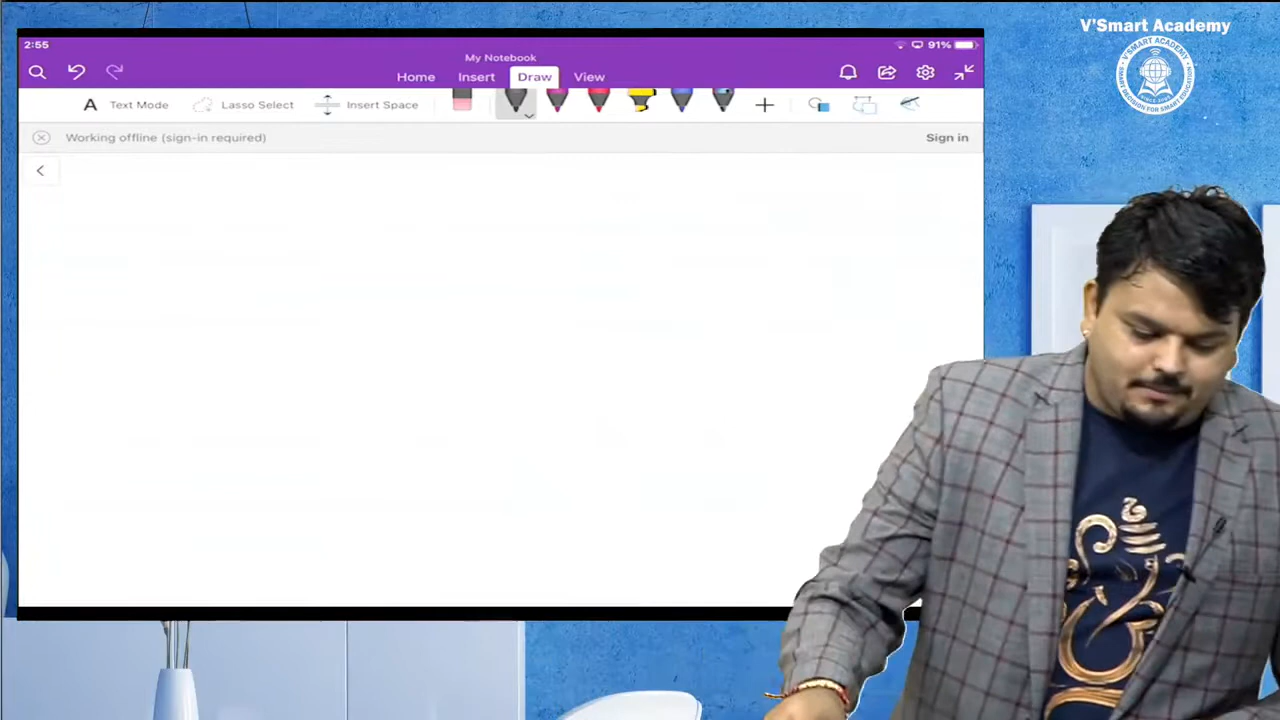 V'Smart Academy
2:55
91%
My Notebook
Home Insert Draw View
A Text Mode Lasso Select Insert Space
Working offline (sign-in required) Sign in